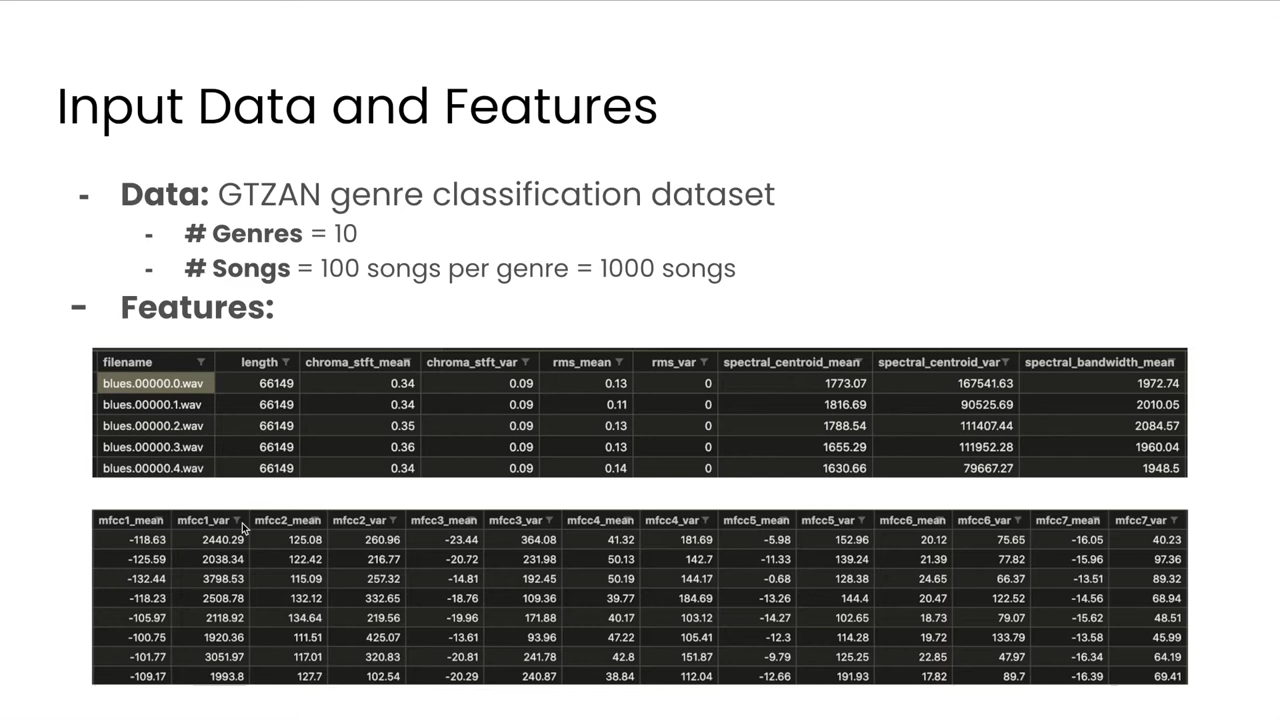 Input Data and Features
- Data: GTZAN genre classification dataset
- # Genres = 10
- # Songs = 100 songs per genre = 1000 songs
- Features:
filename length chroma_stft_mean chroma_stft_var rms_mean rms_var spectral_centroid_mean spectral_centroid_var spectral_bandwidth_mean
blues.00000.0.wav 66149 0.34 0.09 0.13 0 1773.07 167541.63 1972.74
blues.00000.1.wav 66149 0.34 0.09 0.11 0 1816.69 90525.69 2010.05
blues.00000.2.wav 66149 0.35 0.09 0.13 0 1788.54 111407.44 2084.57
blues.00000.3.wav 66149 0.36 0.09 0.13 0 1655.29 111952.28 1960.04
blues.00000.4.wav 66149 0.34 0.09 0.14 0 1630.66 79667.27 1948.5
mfcc1_mean mfcc1_var mfcc2_mean mfcc2_var mfcc3_mean mfcc3_var mfcc4_mean mfcc4_var mfcc5_mean mfcc5_var mfcc6_mean mfcc6_var mfcc7_mean mfcc7_var
-118.63 2440.29 125.08 260.96 -23.44 364.08 41.32 181.69 -5.98 152.96 20.12 75.65 -16.05 40.23
-125.59 2038.34 122.42 216.77 -20.72 231.98 50.13 142.7 -11.33 139.24 21.39 77.82 -15.96 97.36
-132.44 3798.53 115.09 257.32 -14.81 192.45 50.19 144.17 -0.68 128.38 24.65 66.37 -13.51 89.32
-118.23 2508.78 132.12 332.65 -18.76 109.36 39.77 184.69 -13.26 144.4 20.47 122.52 -14.56 68.94
-105.97 2118.92 134.64 219.56 -19.96 171.88 40.17 103.12 -14.27 102.65 18.73 79.07 -15.62 48.51
-100.75 1920.36 111.51 425.07 -13.61 93.96 47.22 105.41 -12.3 114.28 19.72 133.79 -13.58 45.99
-101.77 3051.97 117.01 320.83 -20.81 241.78 42.8 151.87 -9.79 125.25 22.85 47.97 -16.34 64.19
-109.17 1993.8 127.7 102.54 -20.29 240.87 38.84 112.04 -12.66 191.93 17.82 89.7 -16.39 69.41